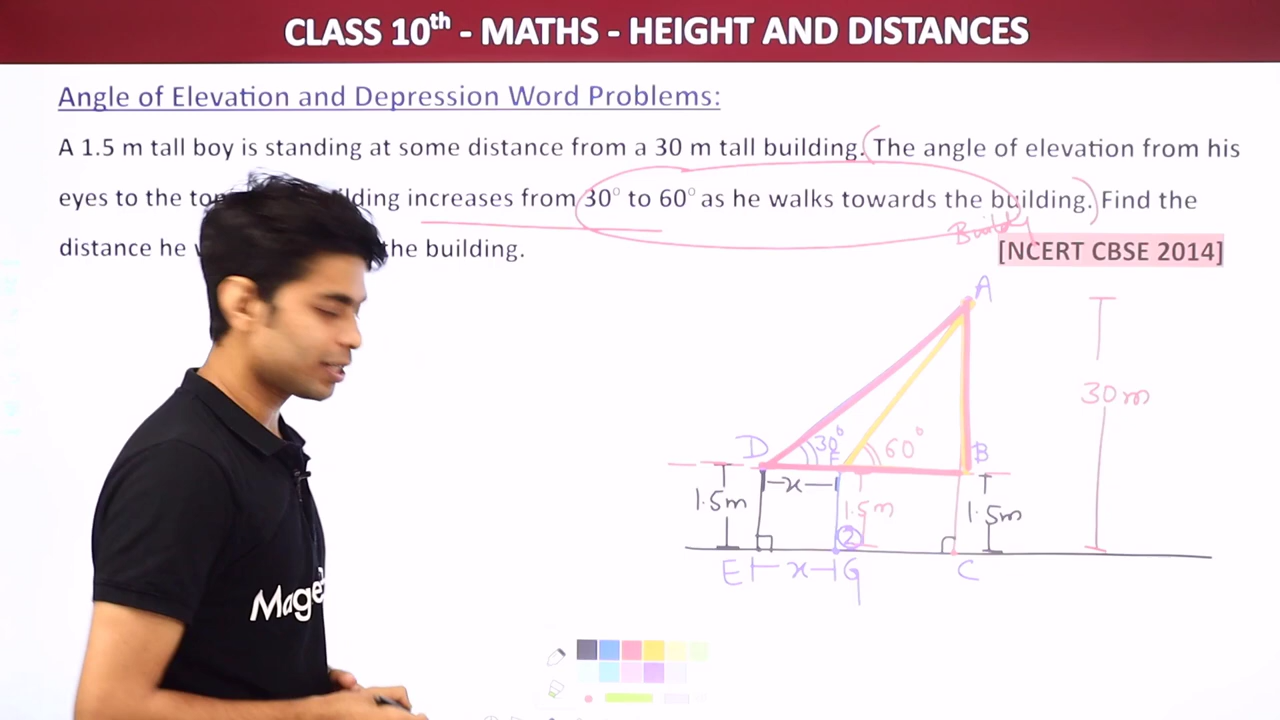 CLASS 10th - MATHS - HEIGHT AND DISTANCES
Angle of Elevation and Depression Word Problems:
A 1.5 m tall boy is standing at some distance from a 30 m tall building. The angle of elevation from his
eyes to the ilding increases from 30° to 60° as he walks towards the building. Find the
distance he the building.
[NCERT CBSE 2014]
A
30m
D 30° F 60° B
1.5m x 1.5m 1.5m
2
E x G C
Mage